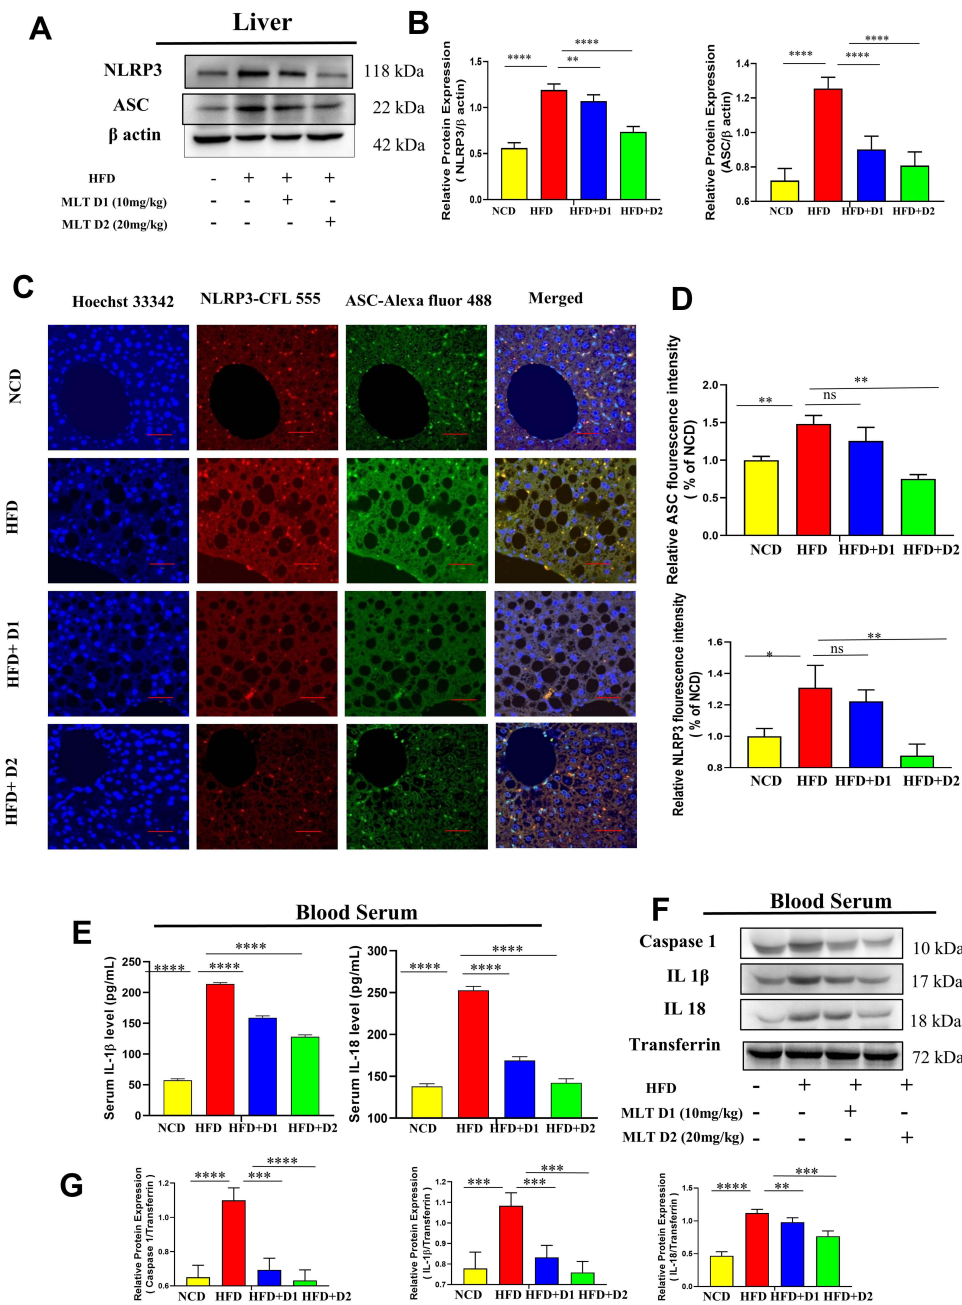 A
Liver
NLRP3
118 kDa
ASC
22 kDa
β actin
42 kDa
HFD - + + +
MLT D1 (10mg/kg) - - + -
MLT D2 (20mg/kg) - - - +
B
Relative Protein Expression
( NLRP3/β actin)
1.5
1.0
0.5
0.0
****
****
**
NCD HFD HFD+D1 HFD+D2
Relative Protein Expression
(ASC/β actin)
1.4
1.2
1.0
0.8
0.6
****
****
****
NCD HFD HFD+D1 HFD+D2
C
Hoechst 33342 NLRP3-CFL 555 ASC-Alexa fluor 488 Merged
NCD
HFD
HFD+ D1
HFD+ D2
D
Relative ASC flourescence intensity
( % of NCD)
2.0
1.5
1.0
0.5
0.0
**
ns
**
NCD HFD HFD+D1 HFD+D2
Relative NLRP3 flourescence intensity
( % of NCD)
1.6
1.4
1.2
1.0
0.8
*
ns
**
NCD HFD HFD+D1 HFD+D2
Blood Serum
E
Serum IL-1β level (pg/mL)
250
200
150
100
50
0
****
****
****
NCD HFD HFD+D1 HFD+D2
Serum IL-18 level (pg/mL)
300
250
200
150
100
****
****
****
NCD HFD HFD+D1 HFD+D2
F
Blood Serum
Caspase 1
10 kDa
IL 1β
17 kDa
IL 18
18 kDa
Transferrin
72 kDa
HFD - + + +
MLT D1 (10mg/kg) - - + -
MLT D2 (20mg/kg) - - - +
G
Relative Protein Expression
( Caspase 1/Transferrin )
1.2
1.0
0.8
0.6
****
****
***
NCD HFD HFD+D1 HFD+D2
Relative Protein Expression
( IL-1β/Transferrin )
1.2
1.1
1.0
0.9
0.8
0.7
***
***
***
NCD HFD HFD+D1 HFD+D2
Relative Protein Expression
( IL-18/Transferrin )
1.5
1.0
0.5
0.0
****
**
***
NCD HFD HFD+D1 HFD+D2